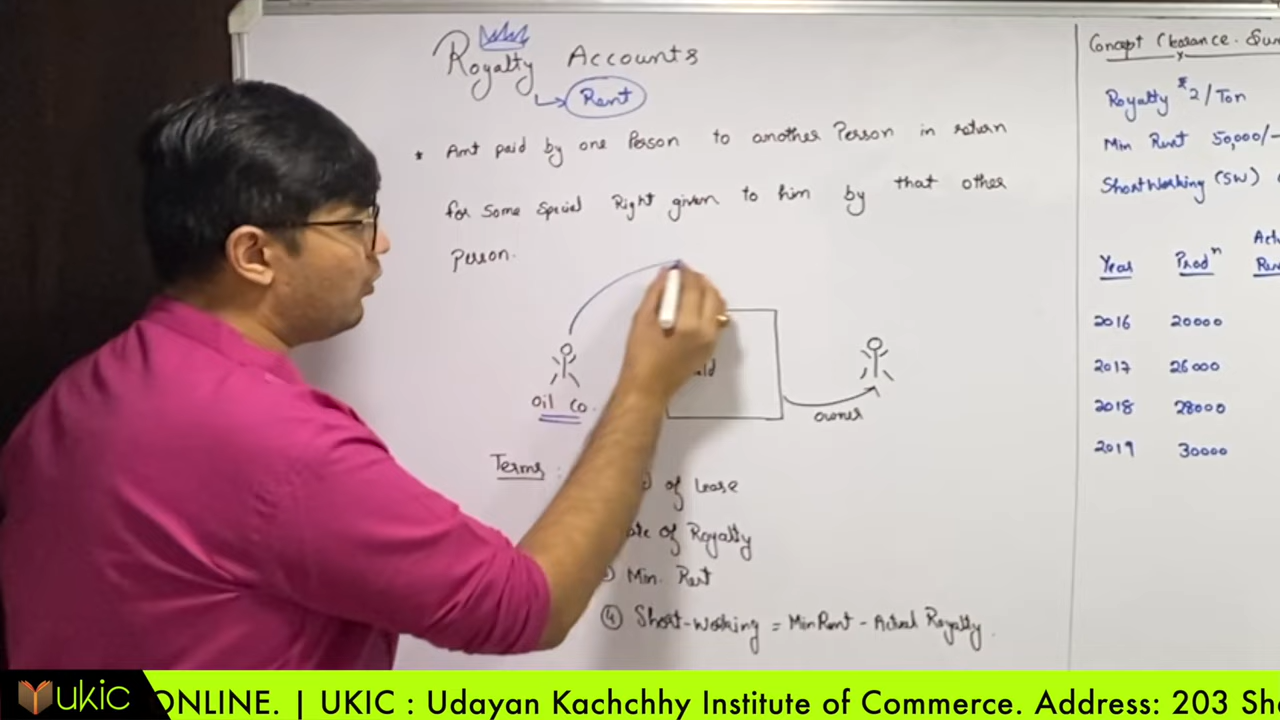 Royalty Accounts
Rent
* Amt paid by one Person to another Person in return
for some special Right given to him by that other
Person.
Oil Co.
owner
Terms :
of Lease
of Royalty
Min. Rent
④ Short-working = Min Rent - Actual Royalty.
Concept Clearance
Royalty ₹2/Ton
Min Rent 50,000/-
ShortWorking (SW)
Year Prodⁿ
2016 20000
2017 26000
2018 28000
2019 30000
ukic
ONLINE. | UKIC : Udayan Kachchhy Institute of Commerce. Address: 203